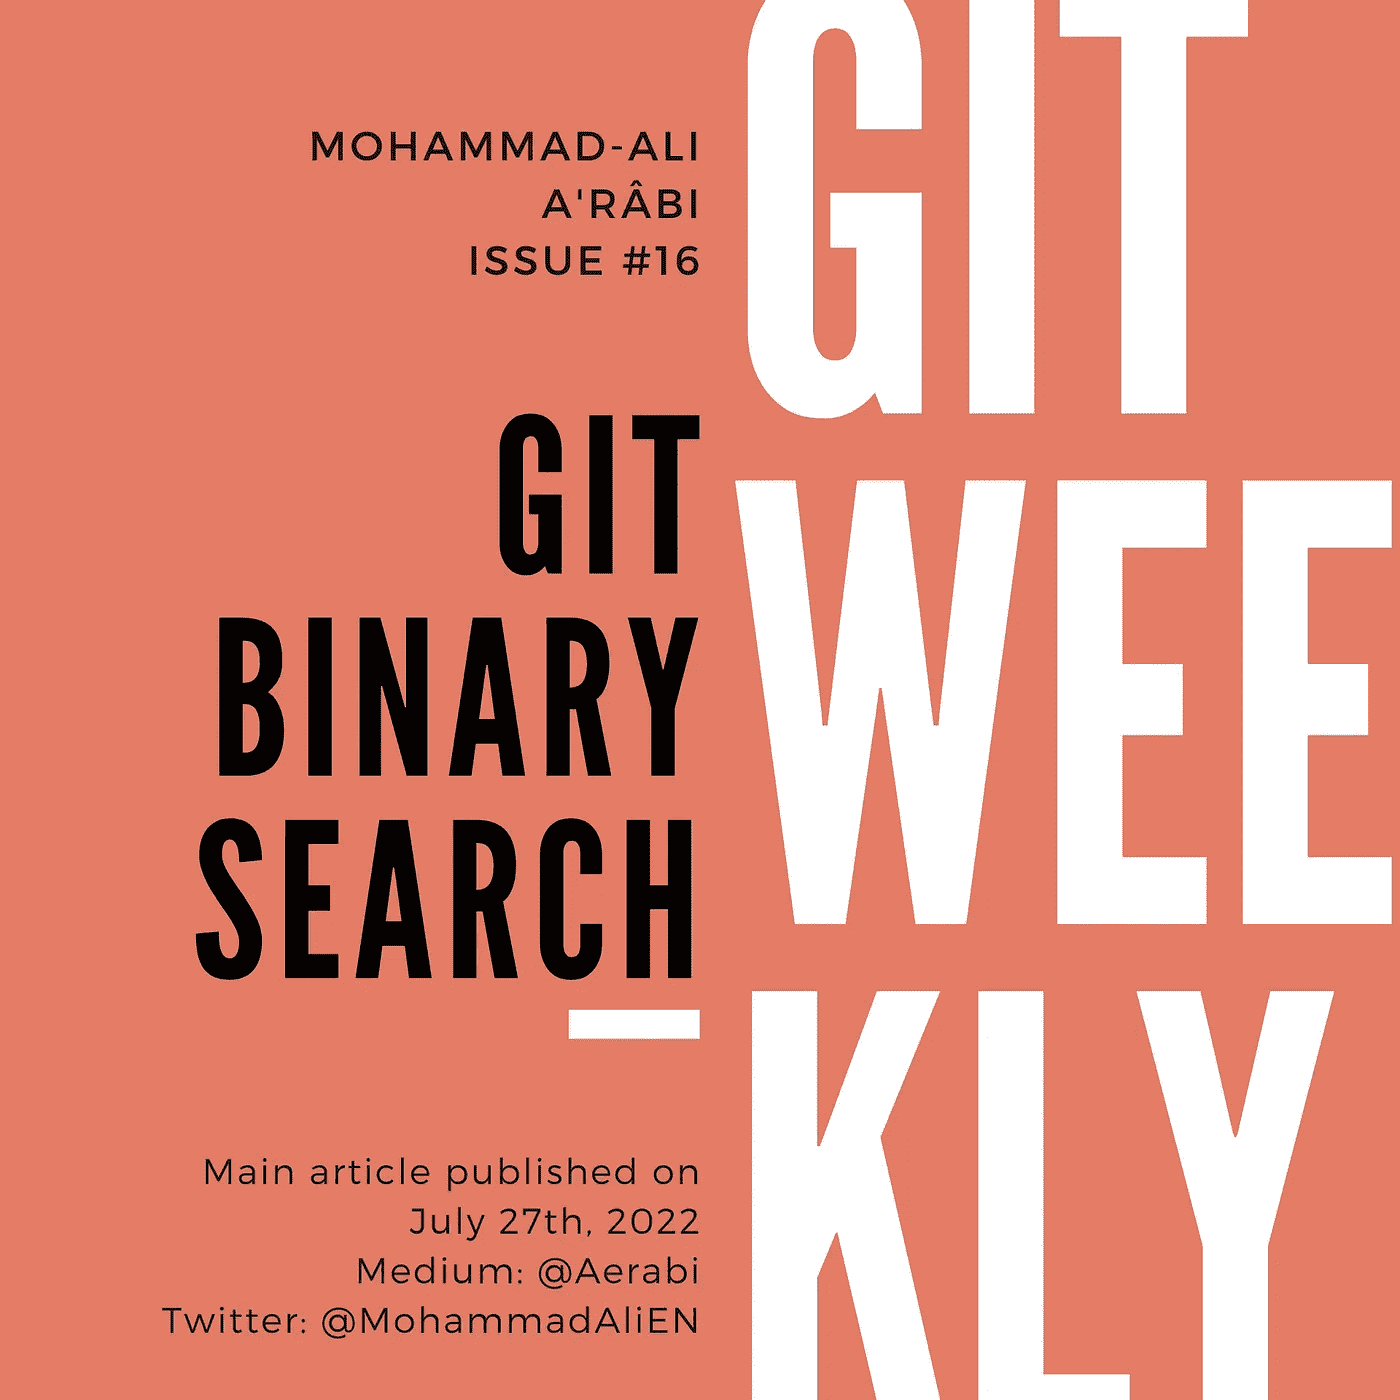 MOHAMMAD-ALI
A'RÂBI
ISSUE #16
GIT
BINARY
SEARCH
Main article published on
July 27th, 2022
Medium: @Aerabi
Twitter: @MohammadAliEN
GIT
WEE
KLY